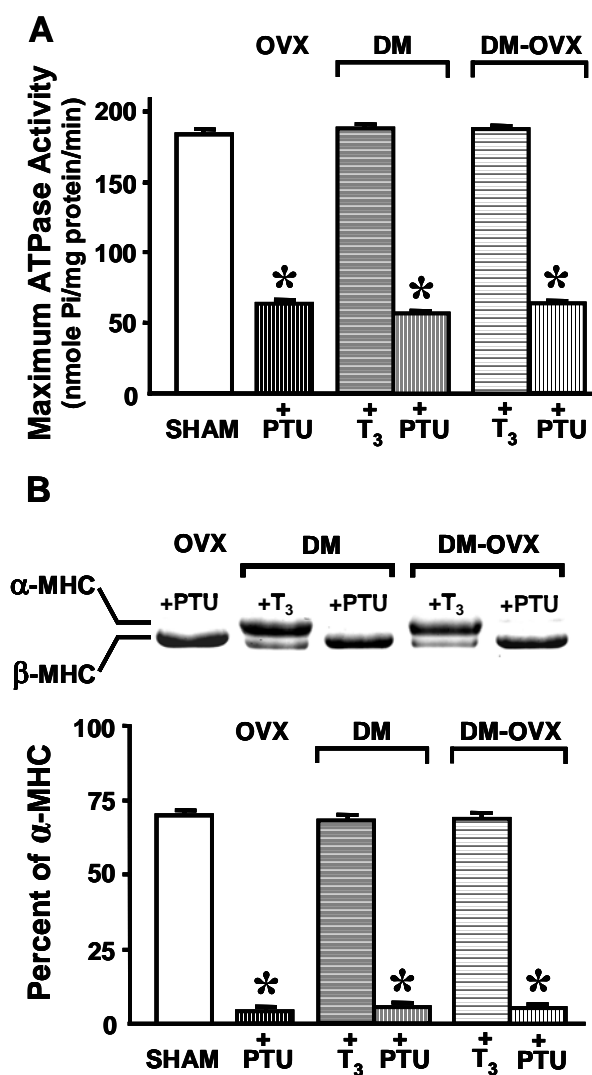 A
OVX DM DM-OVX
Maximum ATPase Activity
(nmole Pi/mg protein/min)
200
150
100
50
0
+ + + + +
SHAM PTU T3 PTU T3 PTU
* * *
B
OVX DM DM-OVX
α-MHC
+PTU +T3 +PTU +T3 +PTU
β-MHC
OVX DM DM-OVX
Percent of α-MHC
100
75
50
25
0
* * *
+ + + + +
SHAM PTU T3 PTU T3 PTU